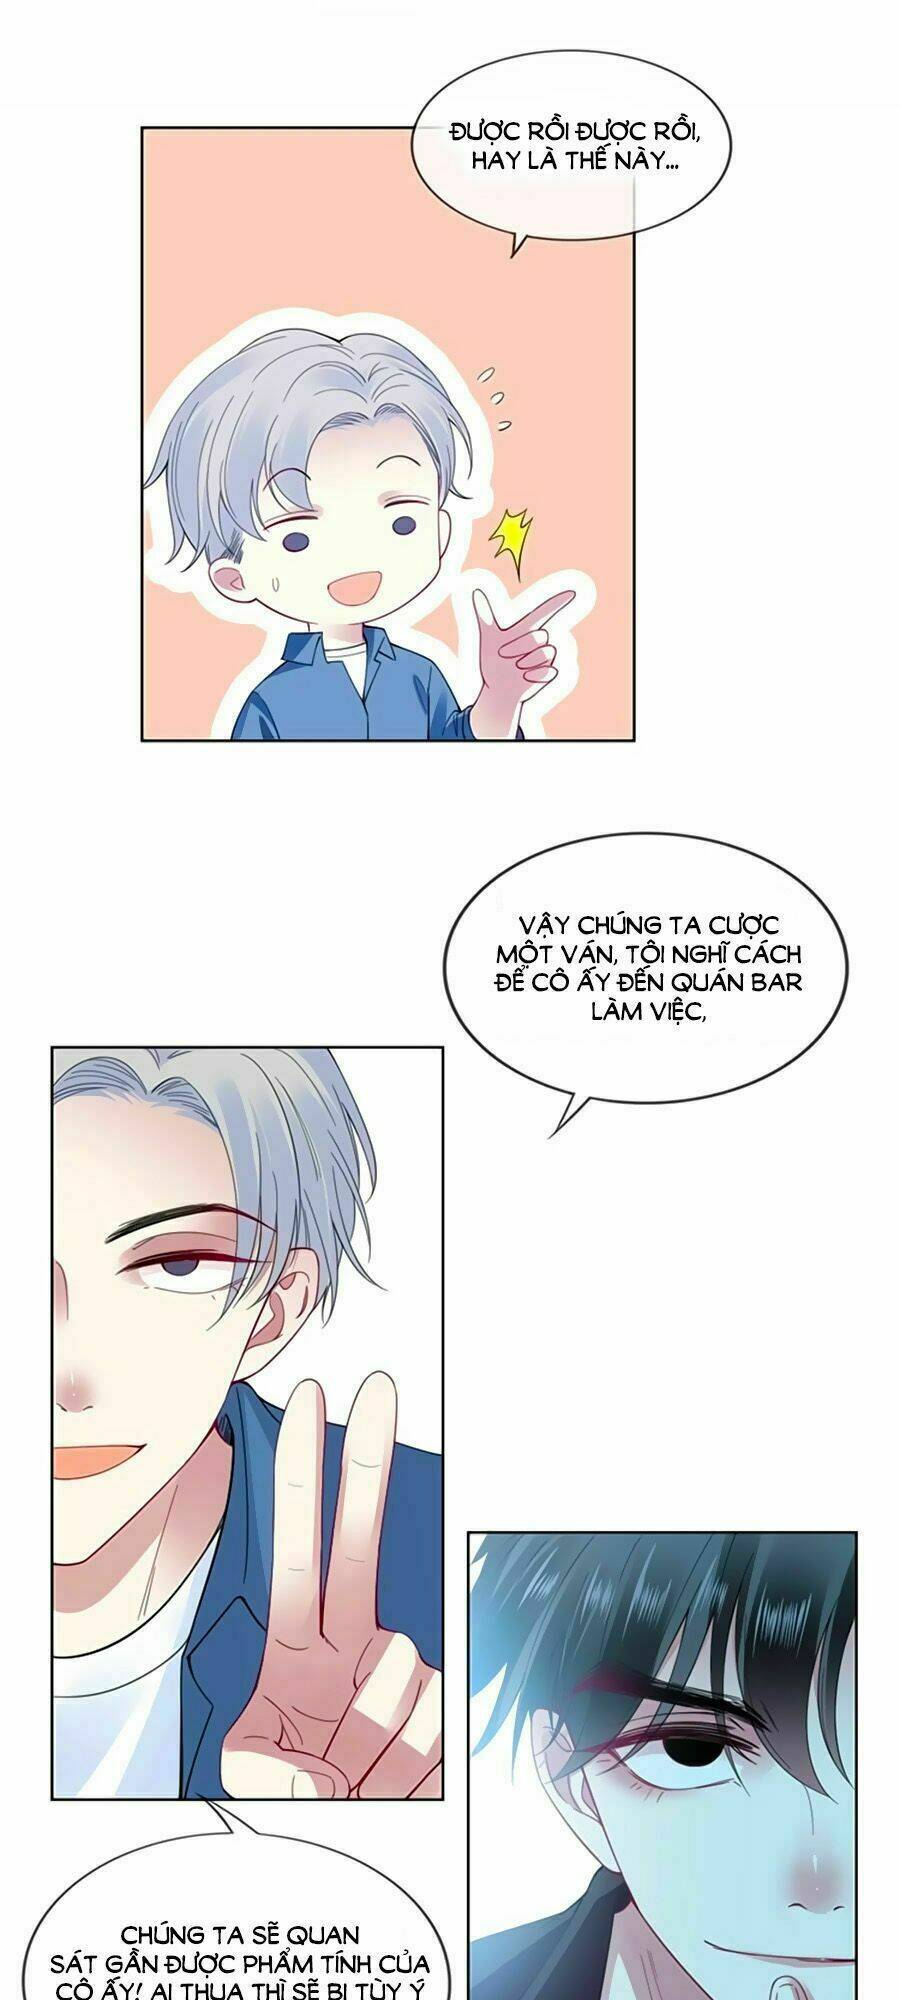 ĐƯỢC RỒI ĐƯỢC RỒI,
HAY LÀ THẾ NÀY...
VẬY CHÚNG TA CƯỢC
MỘT VÁN, TÔI NGHĨ CÁCH
ĐỂ CÔ ẤY ĐẾN QUÁN BAR
LÀM VIỆC,
CHÚNG TA SẼ QUAN
SÁT GẦN ĐƯỢC PHẨM TÍNH CỦA
CÔ ẤY! AI THUA THÌ SẼ BỊ TÙY Ý